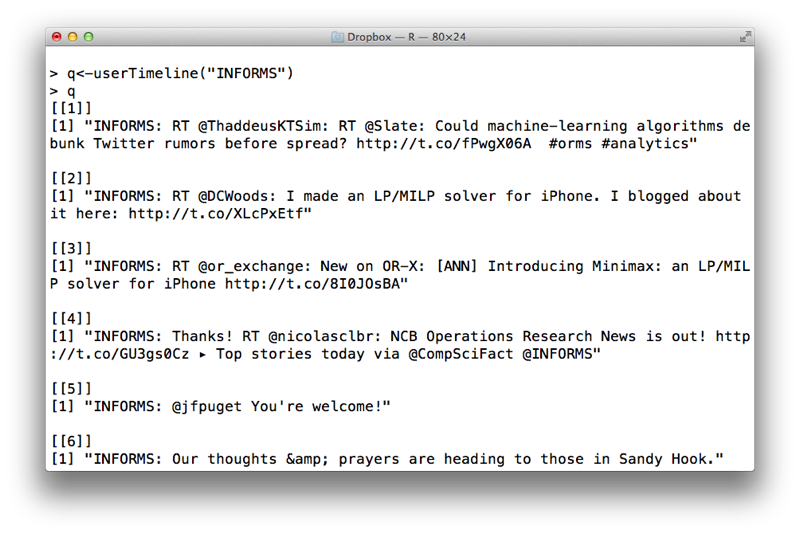 Dropbox — R — 80×24
> q<-userTimeline("INFORMS")
> q
[[1]]
[1] "INFORMS: RT @ThaddeusKTSim: RT @Slate: Could machine-learning algorithms de
bunk Twitter rumors before spread? http://t.co/fPwgX06A  #orms #analytics"
[[2]]
[1] "INFORMS: RT @DCWoods: I made an LP/MILP solver for iPhone. I blogged about
it here: http://t.co/XLcPxEtf"
[[3]]
[1] "INFORMS: RT @or_exchange: New on OR-X: [ANN] Introducing Minimax: an LP/MIL
P solver for iPhone http://t.co/8I0JOsBA"
[[4]]
[1] "INFORMS: Thanks! RT @nicolasclbr: NCB Operations Research News is out! http
://t.co/GU3gs0Cz ▸ Top stories today via @CompSciFact @INFORMS"
[[5]]
[1] "INFORMS: @jfpuget You're welcome!"
[[6]]
[1] "INFORMS: Our thoughts &amp; prayers are heading to those in Sandy Hook."